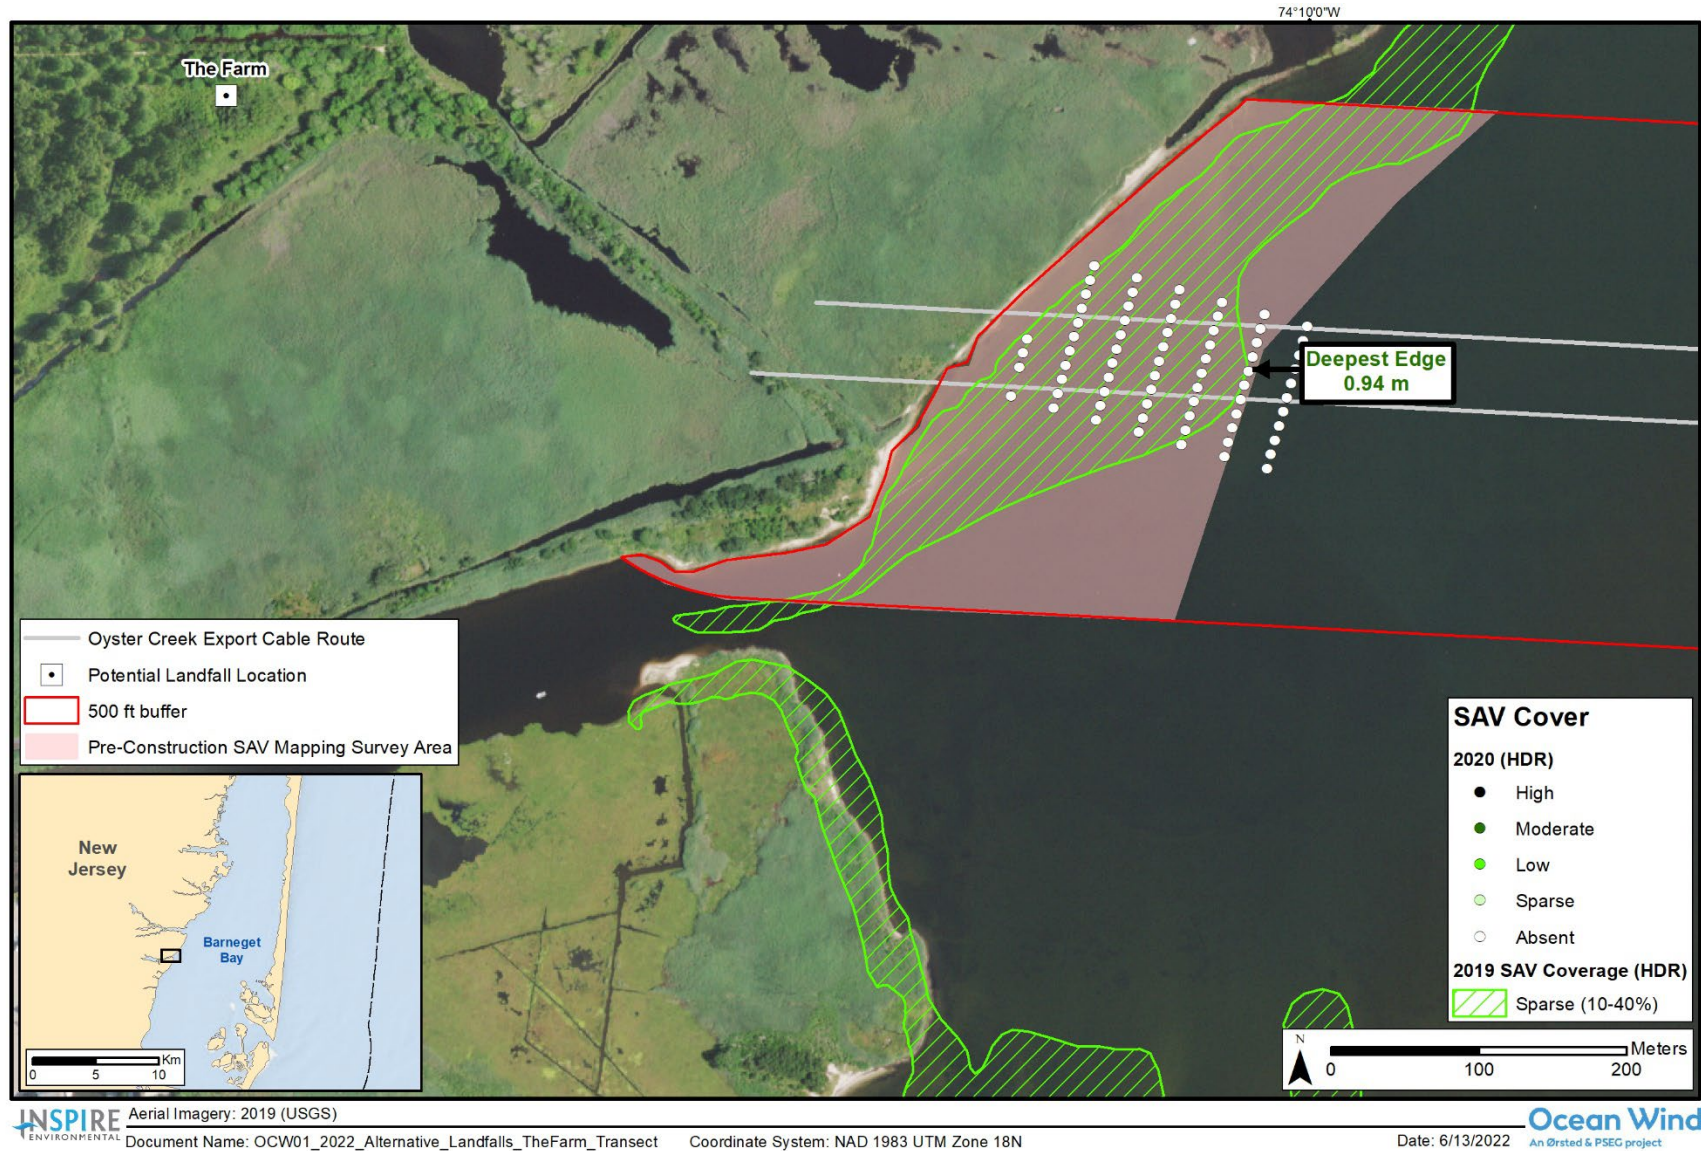 74°10'0"W
The Farm
Deepest Edge
0.94 m
Oyster Creek Export Cable Route
Potential Landfall Location
500 ft buffer
Pre-Construction SAV Mapping Survey Area
New
Jersey
Barneget
Bay
Km
0 5 10
SAV Cover
2020 (HDR)
High
Moderate
Low
Sparse
Absent
2019 SAV Coverage (HDR)
Sparse (10-40%)
N
Meters
0 100 200
INSPIRE
ENVIRONMENTAL
Aerial Imagery: 2019 (USGS)
Document Name: OCW01_2022_Alternative_Landfalls_TheFarm_Transect Coordinate System: NAD 1983 UTM Zone 18N
Date: 6/13/2022
Ocean Wind
An Ørsted & PSEG project